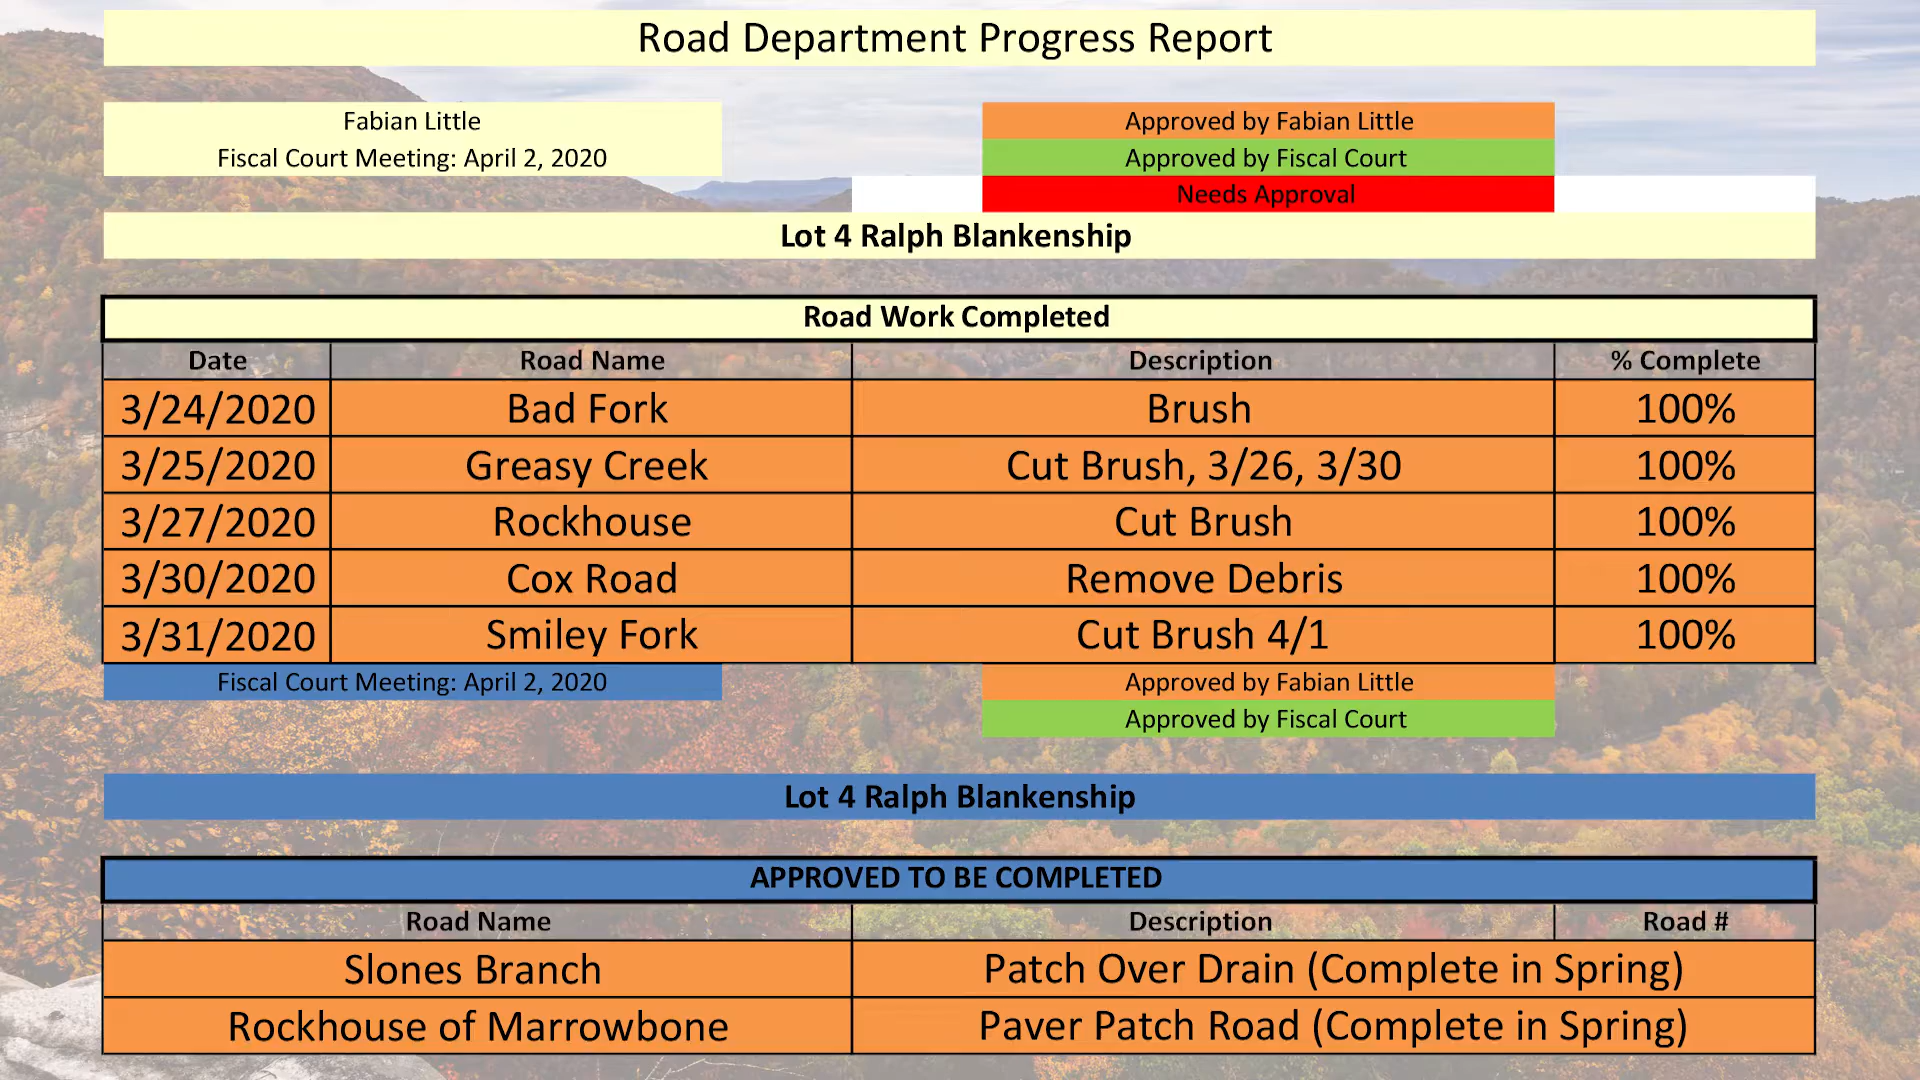 Road Department Progress Report
Fabian Little
Fiscal Court Meeting: April 2, 2020
Approved by Fabian Little
Approved by Fiscal Court
Needs Approval
Lot 4 Ralph Blankenship
Road Work Completed
Date Road Name Description % Complete
3/24/2020 Bad Fork Brush 100%
3/25/2020 Greasy Creek Cut Brush, 3/26, 3/30 100%
3/27/2020 Rockhouse Cut Brush 100%
3/30/2020 Cox Road Remove Debris 100%
3/31/2020 Smiley Fork Cut Brush 4/1 100%
Fiscal Court Meeting: April 2, 2020
Approved by Fabian Little
Approved by Fiscal Court
Lot 4 Ralph Blankenship
APPROVED TO BE COMPLETED
Road Name Description Road #
Slones Branch Patch Over Drain (Complete in Spring)
Rockhouse of Marrowbone Paver Patch Road (Complete in Spring)